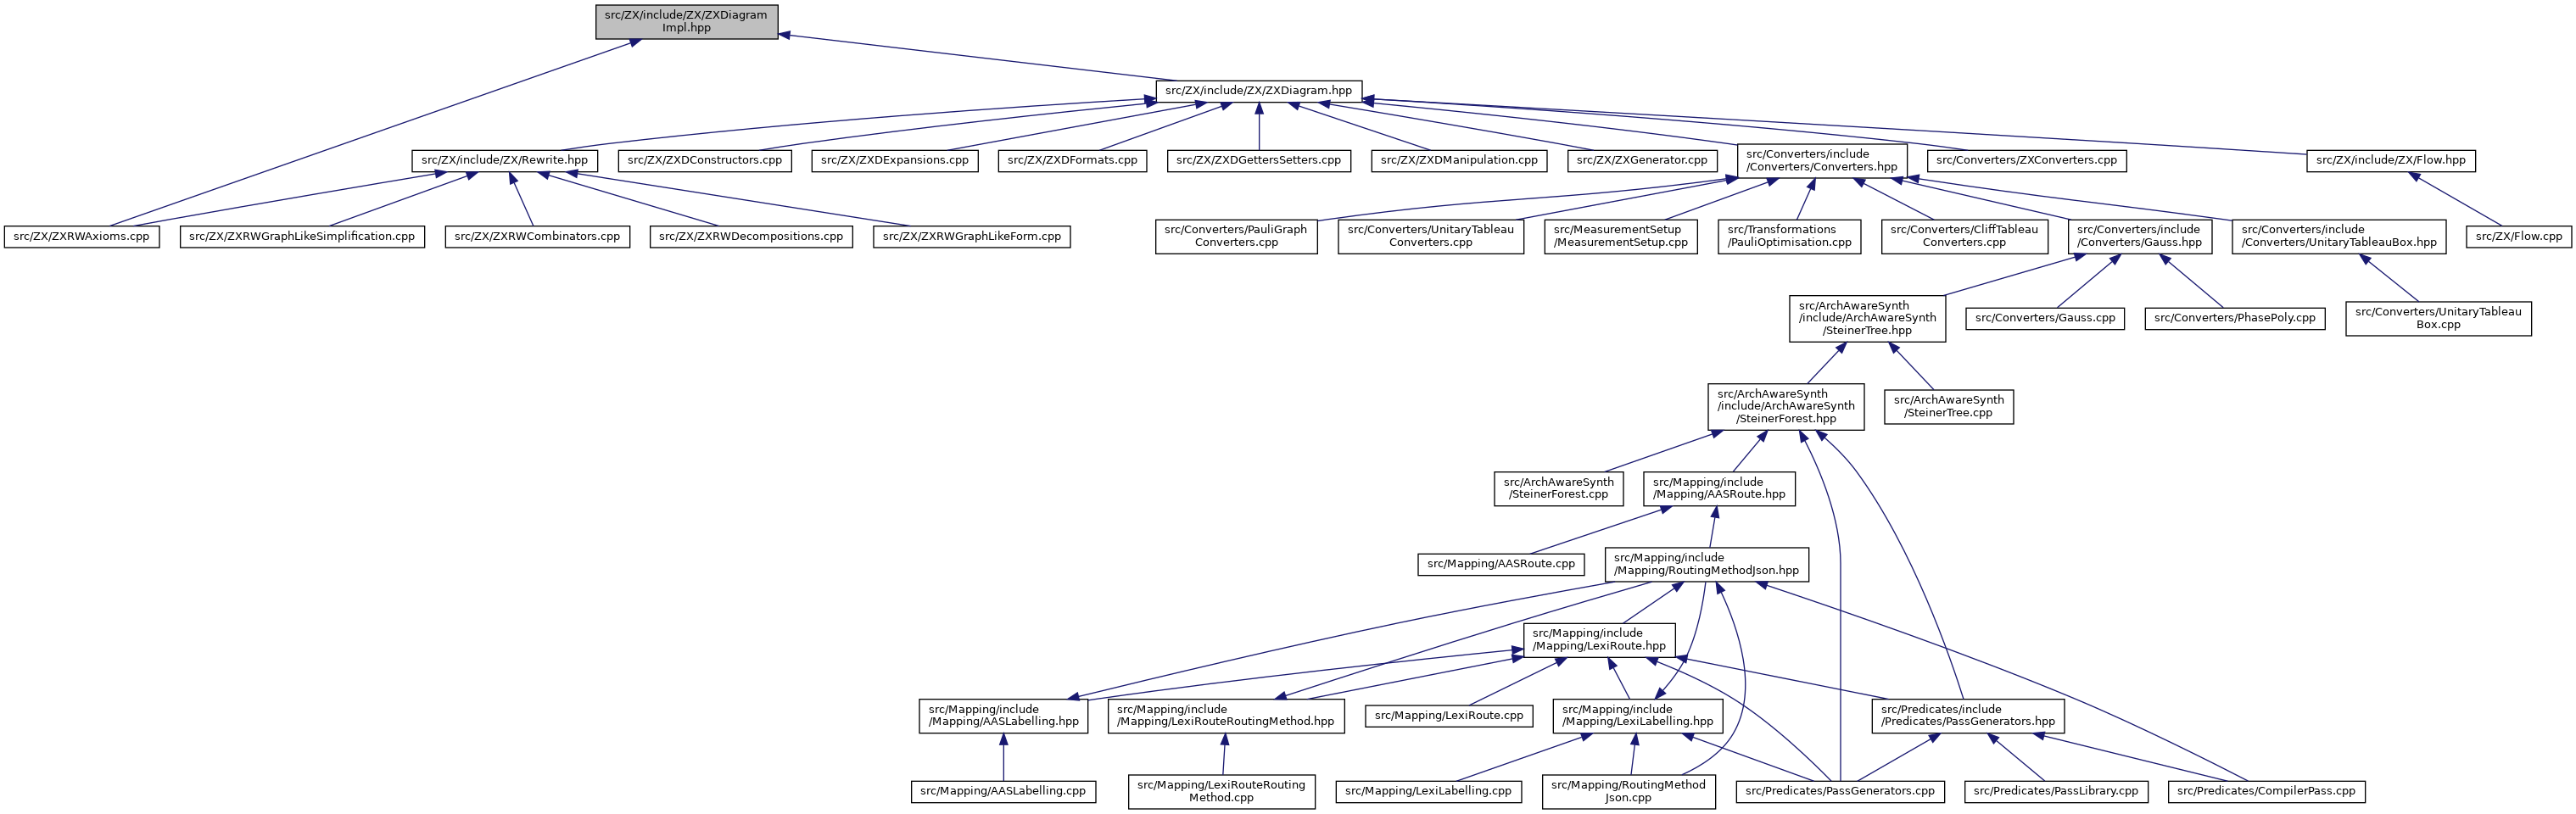 src/ZX/include/ZX/ZXDiagram
Impl.hpp
src/ZX/include/ZX/ZXDiagram.hpp
src/ZX/include/ZX/Rewrite.hpp
src/ZX/ZXDConstructors.cpp
src/ZX/ZXDExpansions.cpp
src/ZX/ZXDFormats.cpp
src/ZX/ZXDGettersSetters.cpp
src/ZX/ZXDManipulation.cpp
src/ZX/ZXGenerator.cpp
src/Converters/include
/Converters/Converters.hpp
src/Converters/ZXConverters.cpp
src/ZX/include/ZX/Flow.hpp
src/ZX/ZXRWAxioms.cpp
src/ZX/ZXRWGraphLikeSimplification.cpp
src/ZX/ZXRWCombinators.cpp
src/ZX/ZXRWDecompositions.cpp
src/ZX/ZXRWGraphLikeForm.cpp
src/Converters/PauliGraph
Converters.cpp
src/Converters/UnitaryTableau
Converters.cpp
src/MeasurementSetup
/MeasurementSetup.cpp
src/Transformations
/PauliOptimisation.cpp
src/Converters/CliffTableau
Converters.cpp
src/Converters/include
/Converters/Gauss.hpp
src/Converters/include
/Converters/UnitaryTableauBox.hpp
src/ZX/Flow.cpp
src/ArchAwareSynth
/include/ArchAwareSynth
/SteinerTree.hpp
src/Converters/Gauss.cpp
src/Converters/PhasePoly.cpp
src/Converters/UnitaryTableau
Box.cpp
src/ArchAwareSynth
/include/ArchAwareSynth
/SteinerForest.hpp
src/ArchAwareSynth
/SteinerTree.cpp
src/ArchAwareSynth
/SteinerForest.cpp
src/Mapping/include
/Mapping/AASRoute.hpp
src/Mapping/AASRoute.cpp
src/Mapping/include
/Mapping/RoutingMethodJson.hpp
src/Mapping/include
/Mapping/LexiRoute.hpp
src/Mapping/include
/Mapping/AASLabelling.hpp
src/Mapping/include
/Mapping/LexiRouteRoutingMethod.hpp
src/Mapping/LexiRoute.cpp
src/Mapping/include
/Mapping/LexiLabelling.hpp
src/Predicates/include
/Predicates/PassGenerators.hpp
src/Mapping/AASLabelling.cpp
src/Mapping/LexiRouteRouting
Method.cpp
src/Mapping/LexiLabelling.cpp
src/Mapping/RoutingMethod
Json.cpp
src/Predicates/PassGenerators.cpp
src/Predicates/PassLibrary.cpp
src/Predicates/CompilerPass.cpp